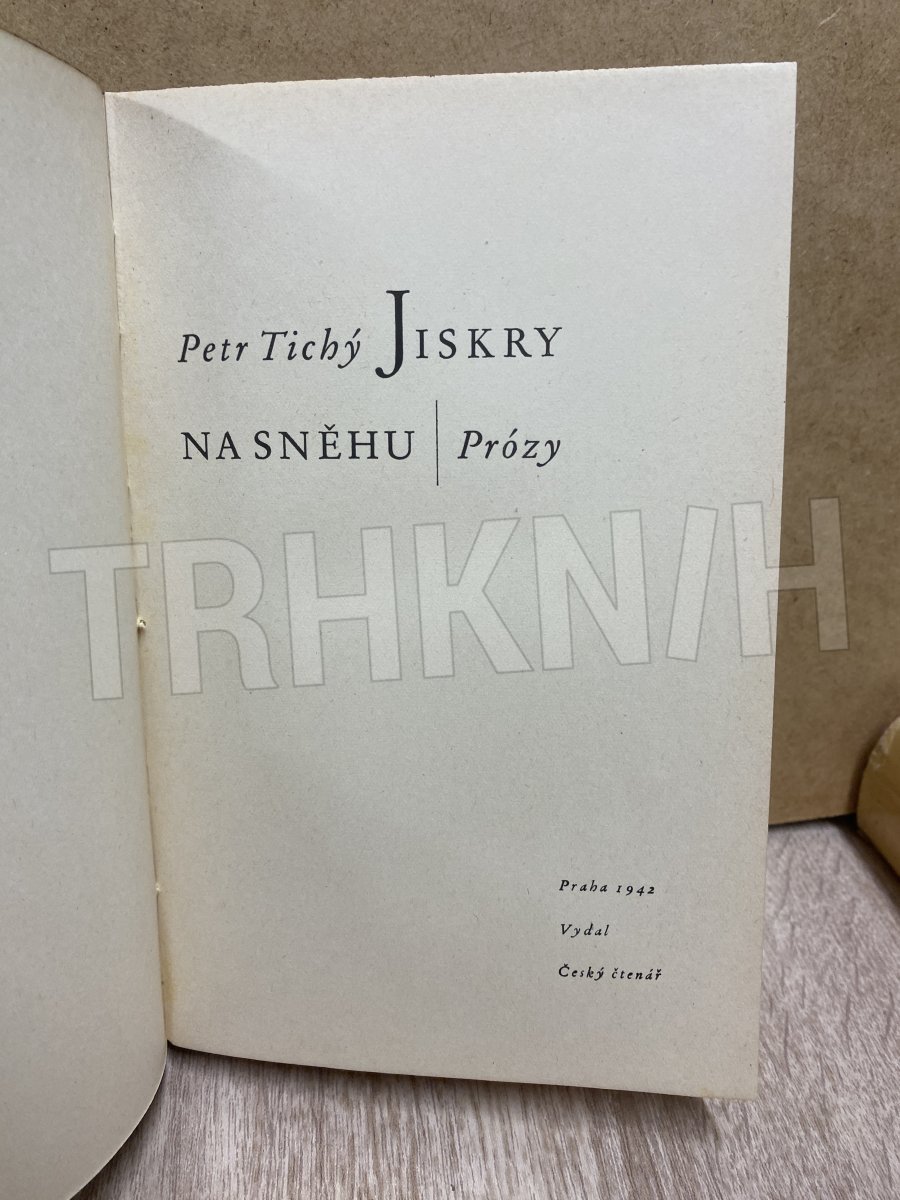 Petr Tichý JISKRY
NA SNĚHU | Prózy
TRHKNIH
Praha 1942
Vydal
Český čtenář